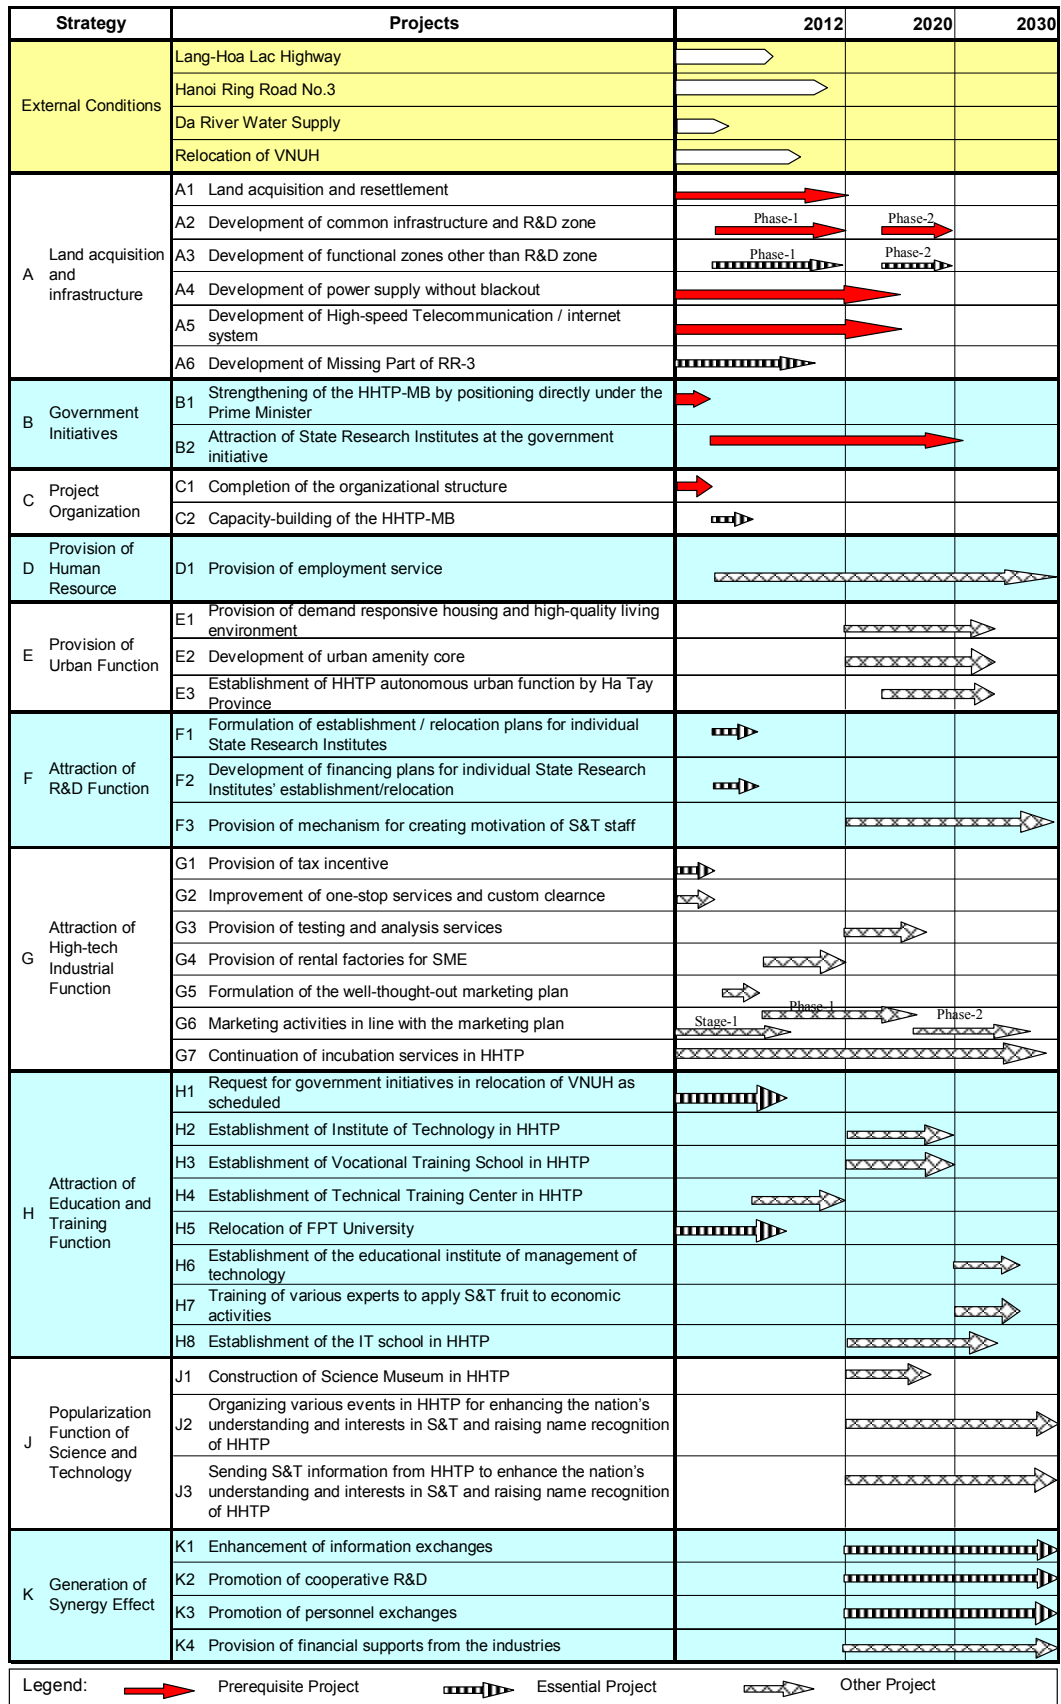 Strategy Projects 2012 2020 2030
External Conditions
Lang-Hoa Lac Highway
Hanoi Ring Road No.3
Da River Water Supply
Relocation of VNUH
A Land acquisition and infrastructure
A1 Land acquisition and resettlement
A2 Development of common infrastructure and R&D zone Phase-1 Phase-2
A3 Development of functional zones other than R&D zone Phase-1 Phase-2
A4 Development of power supply without blackout
A5 Development of High-speed Telecommunication / internet
system
A6 Development of Missing Part of RR-3
B Government
Initiatives
B1 Strengthening of the HHTP-MB by positioning directly under the
Prime Minister
B2 Attraction of State Research Institutes at the government
initiative
C Project
Organization
C1 Completion of the organizational structure
C2 Capacity-building of the HHTP-MB
D Provision of
Human
Resource
D1 Provision of employment service
E Provision of
Urban Function
E1 Provision of demand responsive housing and high-quality living
environment
E2 Development of urban amenity core
E3 Establishment of HHTP autonomous urban function by Ha Tay
Province
F Attraction of
R&D Function
F1 Formulation of establishment / relocation plans for individual
State Research Institutes
F2 Development of financing plans for individual State Research
Institutes' establishment/relocation
F3 Provision of mechanism for creating motivation of S&T staff
G Attraction of
High-tech
Industrial
Function
G1 Provision of tax incentive
G2 Improvement of one-stop services and custom clearnce
G3 Provision of testing and analysis services
G4 Provision of rental factories for SME
G5 Formulation of the well-thought-out marketing plan
G6 Marketing activities in line with the marketing plan Stage-1 Phase-1 Phase-2
G7 Continuation of incubation services in HHTP
H Attraction of
Education and
Training
Function
H1 Request for government initiatives in relocation of VNUH as
scheduled
H2 Establishment of Institute of Technology in HHTP
H3 Establishment of Vocational Training School in HHTP
H4 Establishment of Technical Training Center in HHTP
H5 Relocation of FPT University
H6 Establishment of the educational institute of management of
technology
H7 Training of various experts to apply S&T fruit to economic
activities
H8 Establishment of the IT school in HHTP
J Popularization
Function of
Science and
Technology
J1 Construction of Science Museum in HHTP
J2 Organizing various events in HHTP for enhancing the nation's
understanding and interests in S&T and raising name recognition
of HHTP
J3 Sending S&T information from HHTP to enhance the nation's
understanding and interests in S&T and raising name recognition
of HHTP
K Generation of
Synergy Effect
K1 Enhancement of information exchanges
K2 Promotion of cooperative R&D
K3 Promotion of personnel exchanges
K4 Provision of financial supports from the industries
Legend: Prerequisite Project Essential Project Other Project